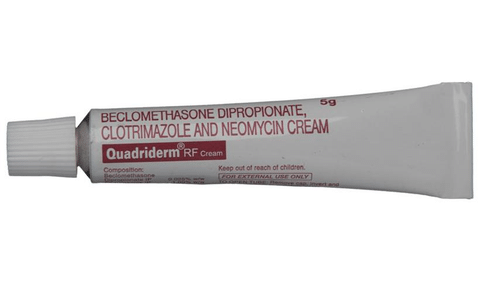 5g
BECLOMETHASONE DIPROPIONATE,
CLOTRIMAZOLE AND NEOMYCIN CREAM
Quadriderm® RF Cream
Keep out of reach of children.
Composition:
FOR EXTERNAL USE ONLY
Beclomethasone